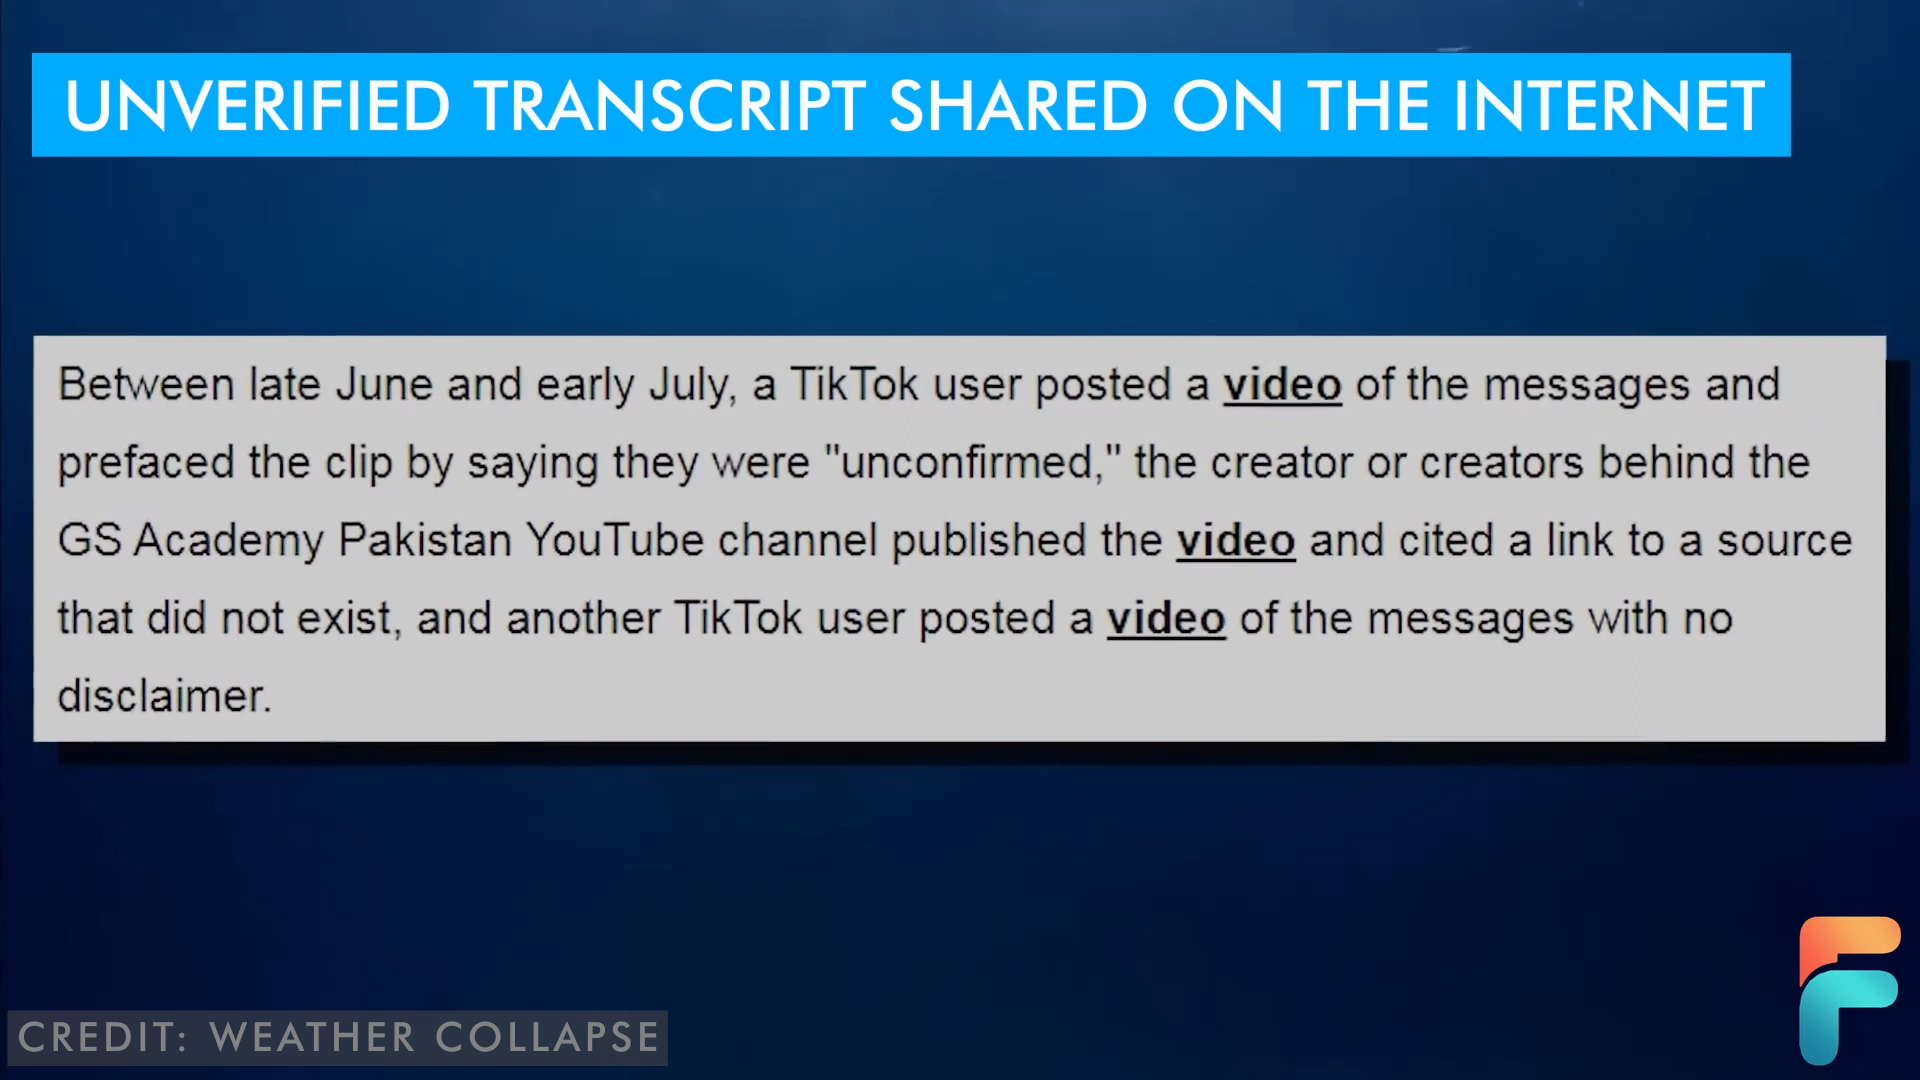 UNVERIFIED TRANSCRIPT SHARED ON THE INTERNET
Between late June and early July, a TikTok user posted a video of the messages and
prefaced the clip by saying they were "unconfirmed," the creator or creators behind the
GS Academy Pakistan YouTube channel published the video and cited a link to a source
that did not exist, and another TikTok user posted a video of the messages with no
disclaimer.
CREDIT: WEATHER COLLAPSE